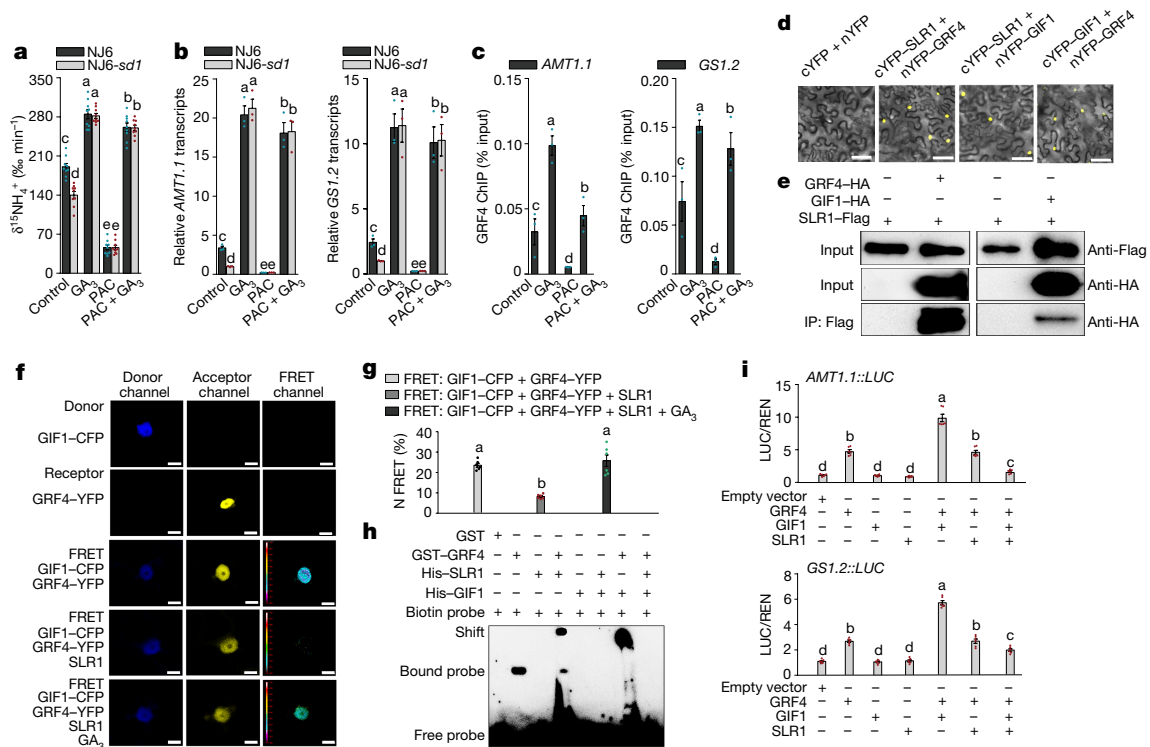 a
NJ6
NJ6-sd1
δ15NH4+ (‰ min−1)
350
280
210
140
70
0
c
d
a
a
e
e
b
b
Control
GA3
PAC
PAC + GA3
b
NJ6
NJ6-sd1
Relative AMT1.1 transcripts
25
20
15
10
5
0
c
d
a
a
ee
b
b
Control
GA3
PAC
PAC + GA3
Relative GS1.2 transcripts
15
10
5
0
c
d
a
a
ee
b
b
Control
GA3
PAC
PAC + GA3
c
AMT1.1
GRF4 ChIP (% input)
0.15
0.10
0.05
0
c
a
d
b
Control
GA3
PAC
PAC + GA3
GS1.2
GRF4 ChIP (% input)
0.20
0.15
0.10
0.05
0
c
a
d
b
Control
GA3
PAC
PAC + GA3
d
cYFP + nYFP
cYFP-SLR1 +
nYFP-GRF4
cYFP-SLR1 +
nYFP-GIF1
cYFP-GIF1 +
nYFP-GRF4
e
GRF4–HA − + − −
GIF1–HA − − − +
SLR1–Flag + + + +
Input Anti-Flag
Input Anti-HA
IP: Flag Anti-HA
f
Donor
channel
Acceptor
channel
FRET
channel
Donor
GIF1–CFP
Receptor
GRF4–YFP
FRET
GIF1–CFP
GRF4–YFP
FRET
GIF1–CFP
GRF4–YFP
SLR1
FRET
GIF1–CFP
GRF4–YFP
SLR1
GA3
g
FRET: GIF1–CFP + GRF4–YFP
FRET: GIF1–CFP + GRF4–YFP + SLR1
FRET: GIF1–CFP + GRF4–YFP + SLR1 + GA3
N FRET (%)
40
30
20
10
0
a
b
a
h
GST + − − − − − − −
GST–GRF4 − + − + − − + +
His–SLR1 − − + + − + − +
His–GIF1 − − − − + + + +
Biotin probe + + + + + + + +
Shift
Bound probe
Free probe
i
AMT1.1::LUC
LUC/REN
15
10
5
0
d
b
d
d
a
b
c
Empty vector + − − − − − −
GRF4 − + − − + + +
GIF1 − − + − + − +
SLR1 − − − + − + +
GS1.2::LUC
LUC/REN
8
6
4
2
0
d
b
d
d
a
b
c
Empty vector + − − − − − −
GRF4 − + − − + + +
GIF1 − − + − + − +
SLR1 − − − + − + +